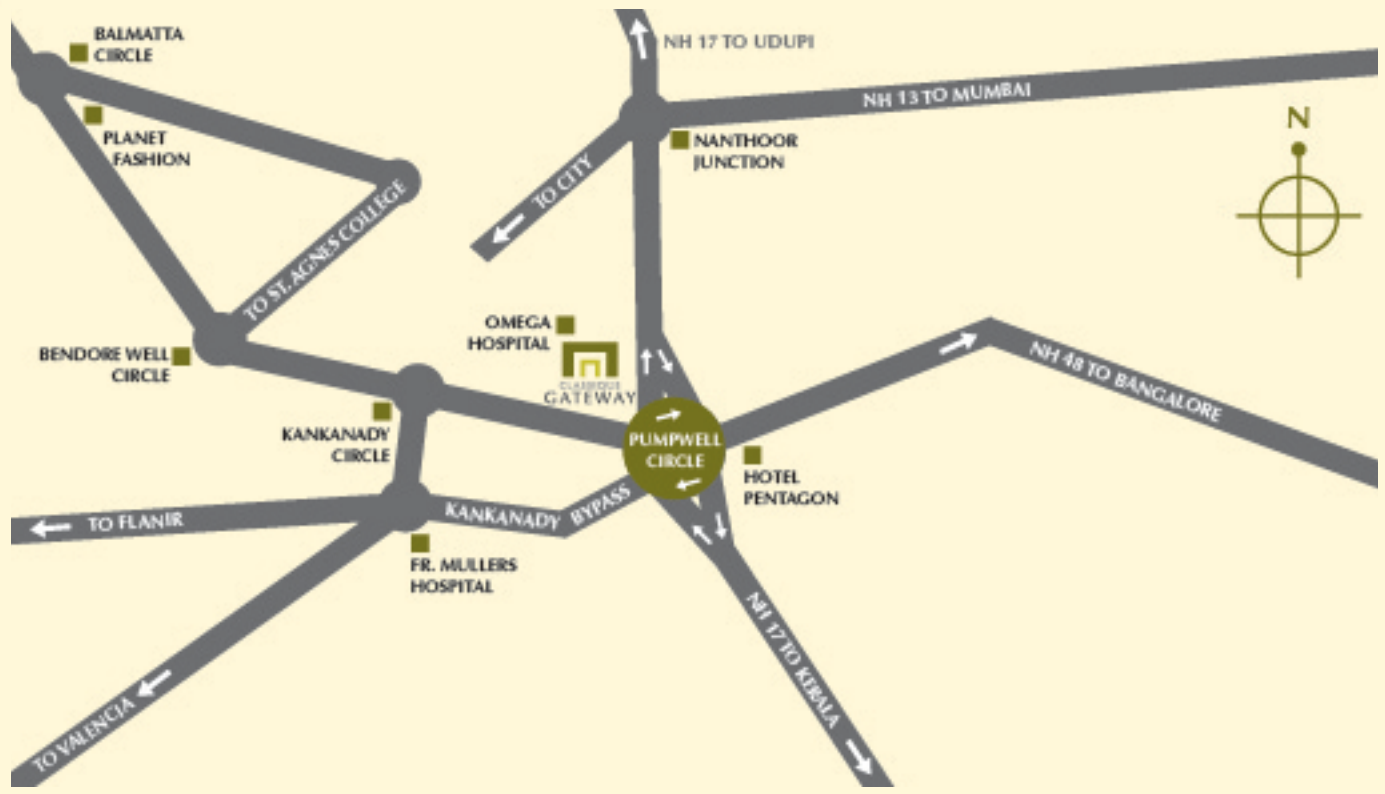 BALMATTA
CIRCLE
NH 17 TO UDUPI
NH 13 TO MUMBAI
N
PLANET
FASHION
NANTHOOR
JUNCTION
TO CITY
TO ST. AGNES COLLEGE
OMEGA
HOSPITAL
BENDORE WELL
CIRCLE
CLASSIQUE
GATEWAY
NH 48 TO BANGALORE
KANKANADY
CIRCLE
PUMPWELL
CIRCLE
HOTEL
PENTAGON
TO FLANIR
KANKANADY BYPASS
FR. MULLERS
HOSPITAL
NH 17 TO KERALA
TO VALENCIA